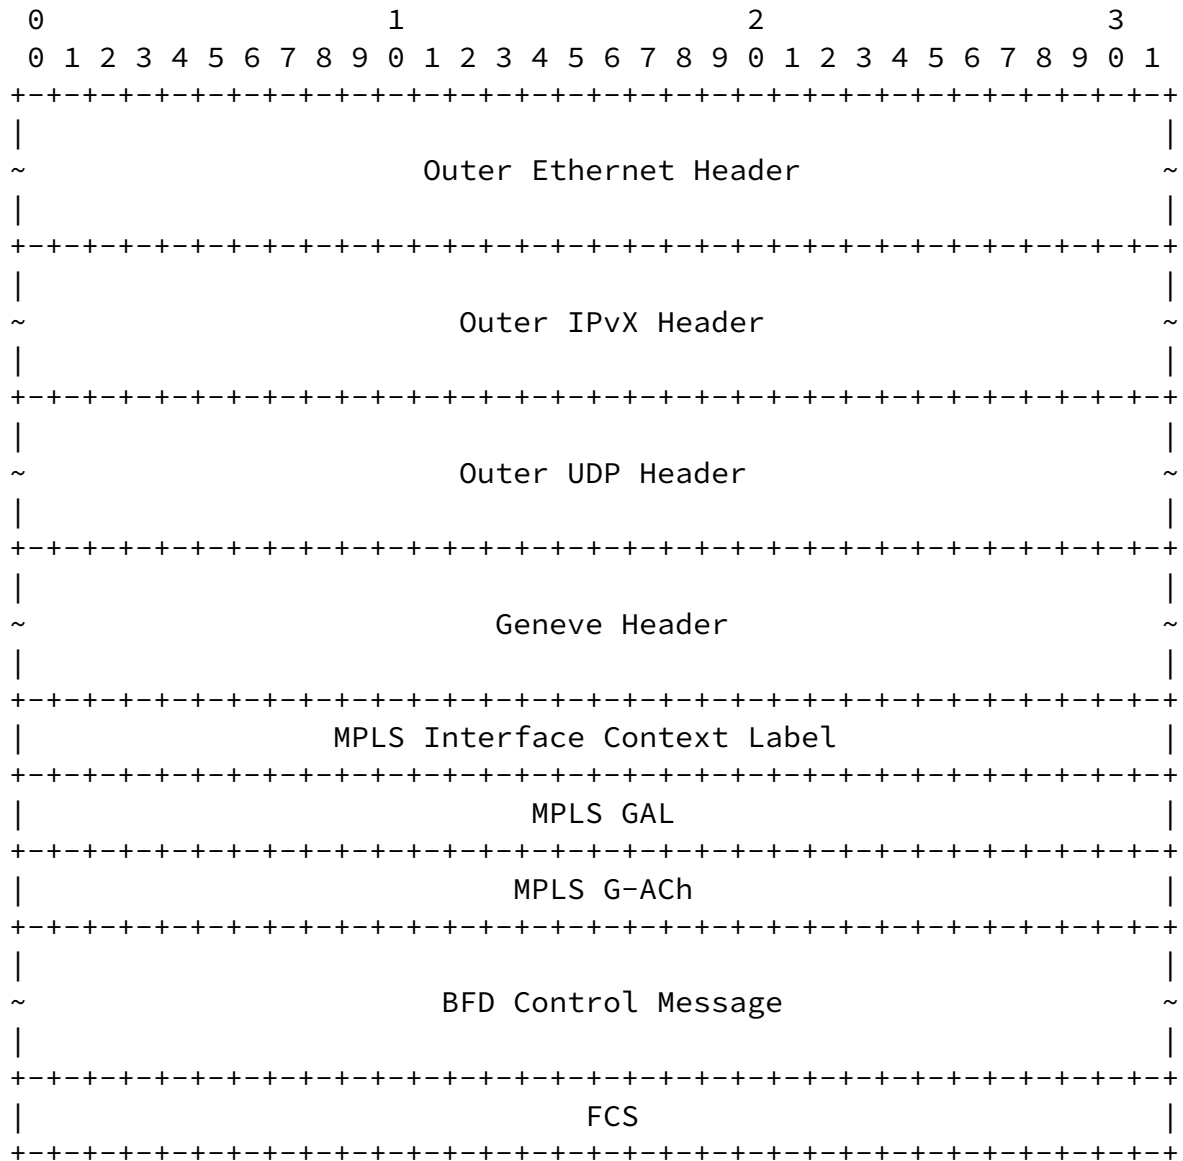 0                   1                   2                   3
 0 1 2 3 4 5 6 7 8 9 0 1 2 3 4 5 6 7 8 9 0 1 2 3 4 5 6 7 8 9 0 1
+-+-+-+-+-+-+-+-+-+-+-+-+-+-+-+-+-+-+-+-+-+-+-+-+-+-+-+-+-+-+-+-+
|                                                               |
~                      Outer Ethernet Header                    ~
|                                                               |
+-+-+-+-+-+-+-+-+-+-+-+-+-+-+-+-+-+-+-+-+-+-+-+-+-+-+-+-+-+-+-+-+
|                                                               |
~                        Outer IPvX Header                      ~
|                                                               |
+-+-+-+-+-+-+-+-+-+-+-+-+-+-+-+-+-+-+-+-+-+-+-+-+-+-+-+-+-+-+-+-+
|                                                               |
~                        Outer UDP Header                       ~
|                                                               |
+-+-+-+-+-+-+-+-+-+-+-+-+-+-+-+-+-+-+-+-+-+-+-+-+-+-+-+-+-+-+-+-+
|                                                               |
~                          Geneve Header                        ~
|                                                               |
+-+-+-+-+-+-+-+-+-+-+-+-+-+-+-+-+-+-+-+-+-+-+-+-+-+-+-+-+-+-+-+-+
|                 MPLS Interface Context Label                  |
+-+-+-+-+-+-+-+-+-+-+-+-+-+-+-+-+-+-+-+-+-+-+-+-+-+-+-+-+-+-+-+-+
|                            MPLS GAL                           |
+-+-+-+-+-+-+-+-+-+-+-+-+-+-+-+-+-+-+-+-+-+-+-+-+-+-+-+-+-+-+-+-+
|                           MPLS G-ACh                          |
+-+-+-+-+-+-+-+-+-+-+-+-+-+-+-+-+-+-+-+-+-+-+-+-+-+-+-+-+-+-+-+-+
|                                                               |
~                       BFD Control Message                     ~
|                                                               |
+-+-+-+-+-+-+-+-+-+-+-+-+-+-+-+-+-+-+-+-+-+-+-+-+-+-+-+-+-+-+-+-+
|                               FCS                             |
+-+-+-+-+-+-+-+-+-+-+-+-+-+-+-+-+-+-+-+-+-+-+-+-+-+-+-+-+-+-+-+-+